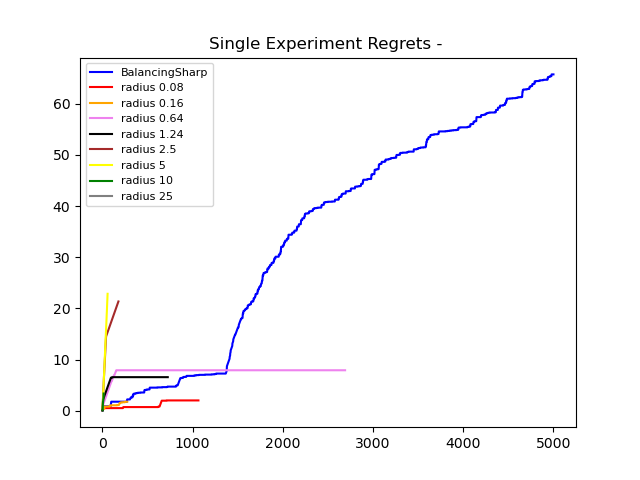 Single Experiment Regrets -
BalancingSharp
radius 0.08
radius 0.16
radius 0.64
radius 1.24
radius 2.5
radius 5
radius 10
radius 25
60
50
40
30
20
10
0
0 1000 2000 3000 4000 5000